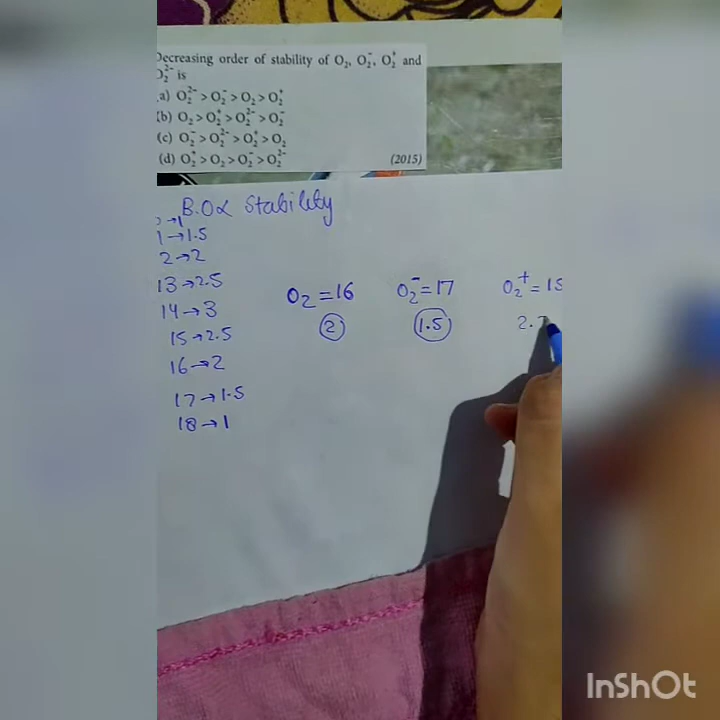 Decreasing order of stability of O₂, O₂⁻, O₂⁺ and
O₂²⁻ is
(a) O₂²⁻ > O₂⁻ > O₂ > O₂⁺
(b) O₂ > O₂⁺ > O₂²⁻ > O₂⁻
(c) O₂⁻ > O₂²⁻ > O₂⁺ > O₂
(d) O₂⁺ > O₂ > O₂⁻ > O₂²⁻ (2015)
B.O ∝ Stability
→1
1→1.5
2→2
13→2.5
14→3
15→2.5
16→2
17→1.5
18→1
O₂=16 O₂⁻=17 O₂⁺=15
2 1.5 2.
InShOt